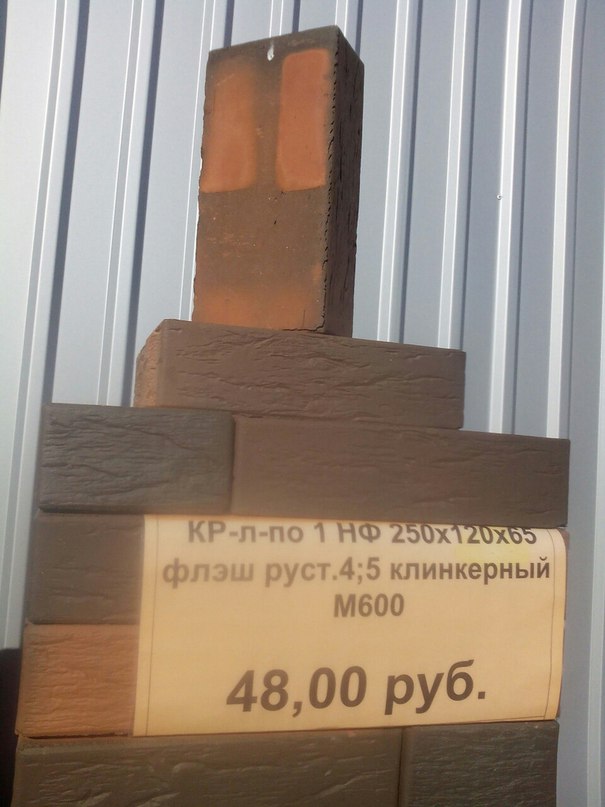 КР-л-по 1 НФ 250х120х65
флэш руст.4;5 клинкерный
М600
48,00 руб.